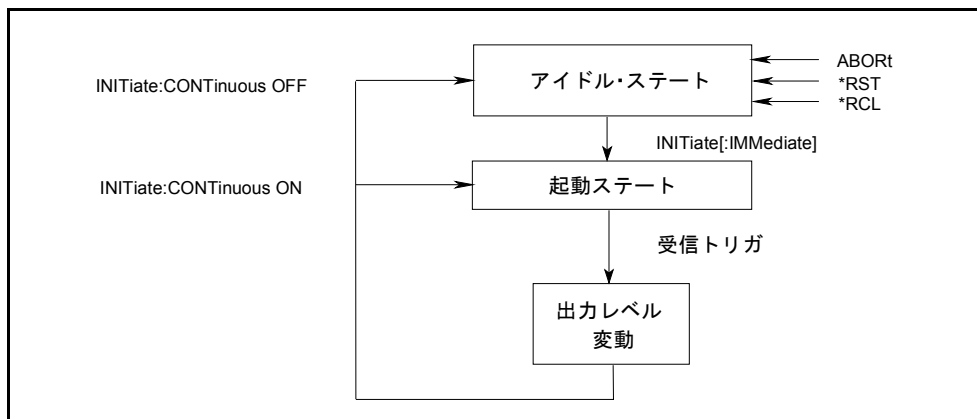 ABORt
アイドル・ステート
INITiate:CONTinuous OFF
*RST
*RCL
INITiate[:IMMediate]
INITiate:CONTinuous ON
起動ステート
受信トリガ
出力レベル
変動